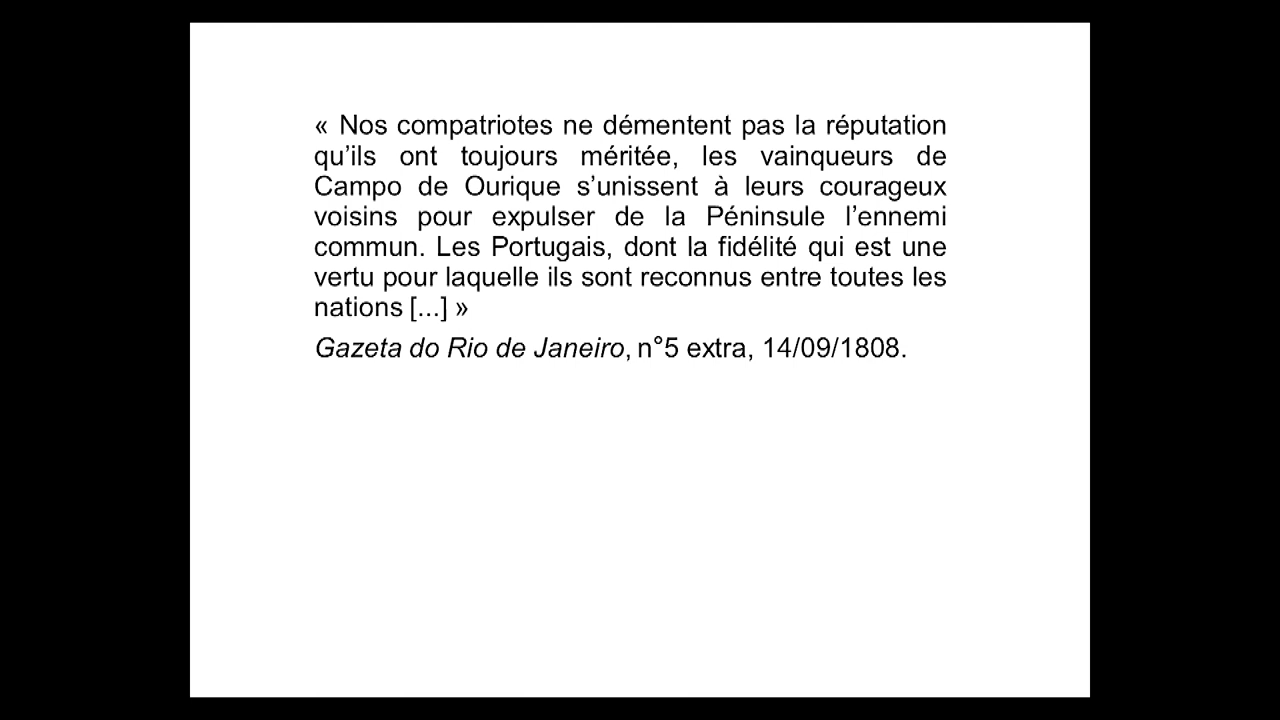 « Nos compatriotes ne démentent pas la réputation
qu’ils ont toujours méritée, les vainqueurs de
Campo de Ourique s’unissent à leurs courageux
voisins pour expulser de la Péninsule l’ennemi
commun. Les Portugais, dont la fidélité qui est une
vertu pour laquelle ils sont reconnus entre toutes les
nations [...] »
Gazeta do Rio de Janeiro, n°5 extra, 14/09/1808.